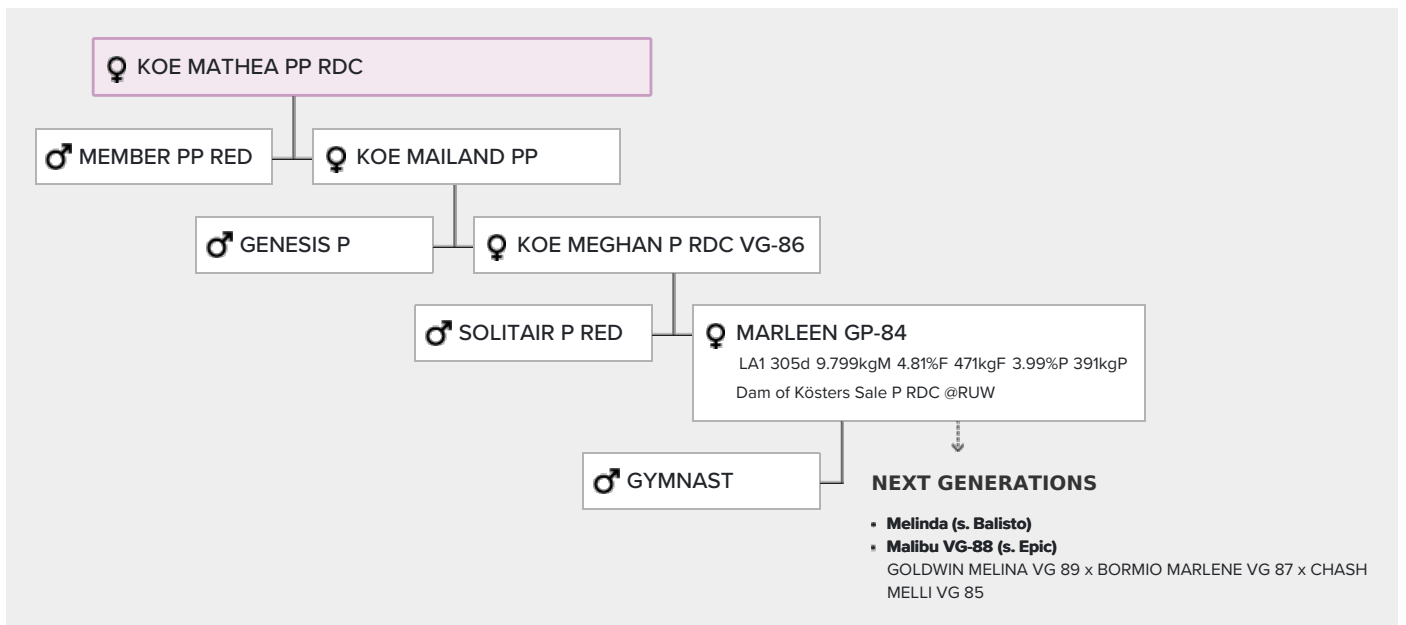 KOE MATHEA PP RDC
MEMBER PP RED
KOE MAILAND PP
GENESIS P
KOE MEGHAN P RDC VG-86
SOLITAIR P RED
MARLEEN GP-84
LA1 305d 9.799kgM 4.81%F 471kgF 3.99%P 391kgP
Dam of Kösters Sale P RDC @RUW
GYMNAST
NEXT GENERATIONS
Melinda (s. Balisto)
Malibu VG-88 (s. Epic)
GOLDWIN MELINA VG 89 x BORMIO MARLENE VG 87 x CHASH
MELLI VG 85